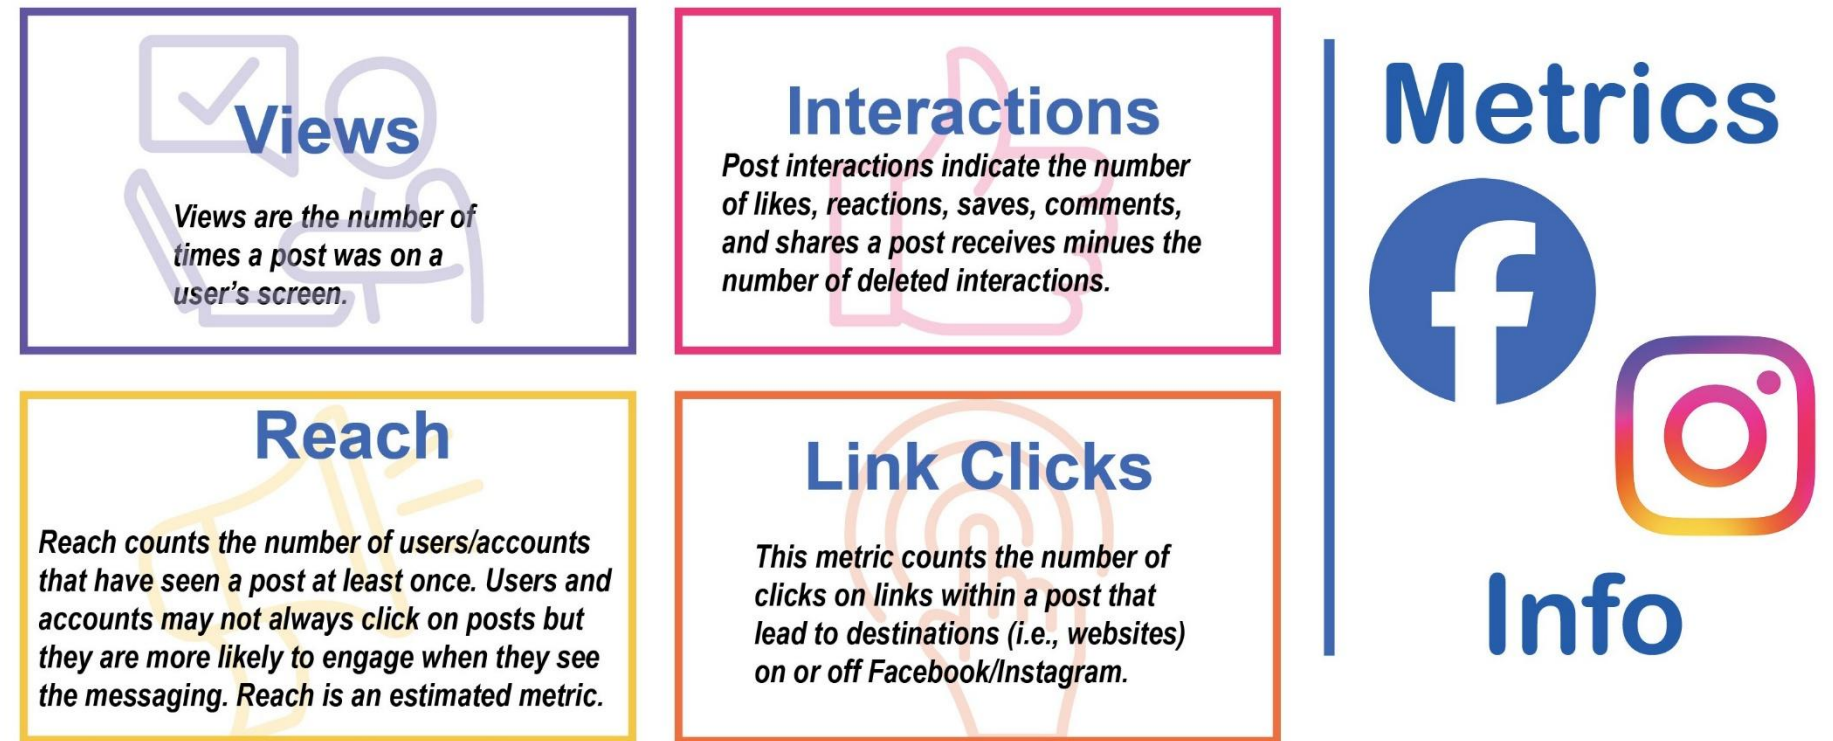 Views
Views are the number of
times a post was on a
user's screen.
Interactions
Post interactions indicate the number
of likes, reactions, saves, comments,
and shares a post receives minues the
number of deleted interactions.
Reach
Reach counts the number of users/accounts
that have seen a post at least once. Users and
accounts may not always click on posts but
they are more likely to engage when they see
the messaging. Reach is an estimated metric.
Link Clicks
This metric counts the number of
clicks on links within a post that
lead to destinations (i.e., websites)
on or off Facebook/Instagram.
Metrics
Info